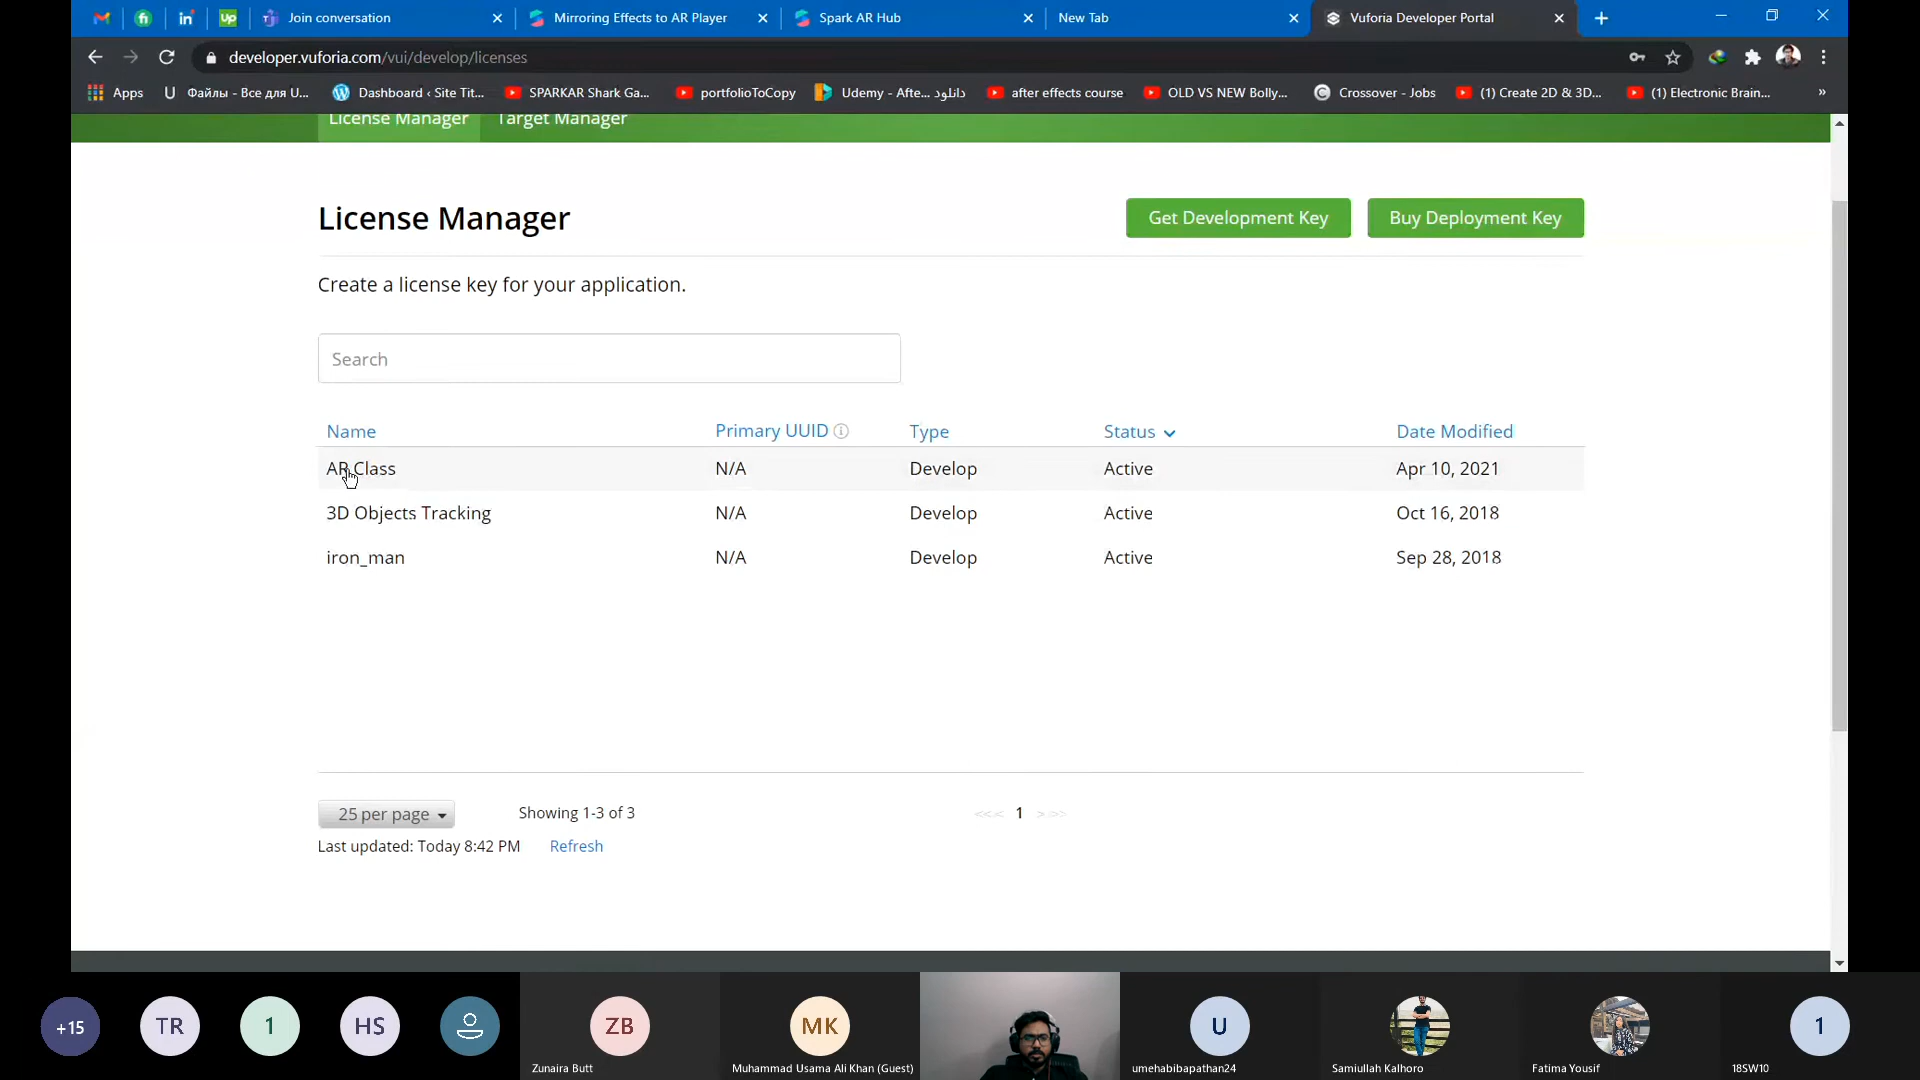 Join conversation
Mirroring Effects to AR Player
Spark AR Hub
New Tab
Vuforia Developer Portal
developer.vuforia.com/vui/develop/licenses
Apps
Файлы - Все для U...
Dashboard ‹ Site Tit...
SPARKAR Shark Ga...
portfolioToCopy
Udemy - Afte... دانلود
after effects course
OLD VS NEW Bolly...
Crossover - Jobs
(1) Create 2D & 3D...
(1) Electronic Brain...
»
License Manager Target Manager
License Manager
Get Development Key
Buy Deployment Key
Create a license key for your application.
Search
Name Primary UUID Type Status Date Modified
AR Class N/A Develop Active Apr 10, 2021
3D Objects Tracking N/A Develop Active Oct 16, 2018
iron_man N/A Develop Active Sep 28, 2018
25 per page
Showing 1-3 of 3
<< < 1 > >>
Last updated: Today 8:42 PM Refresh
+15
TR
1
HS
ZB
MK
U
1
Zunaira Butt
Muhammad Usama Ali Khan (Guest)
umehabibapathan24
Samiullah Kalhoro
Fatima Yousif
18SW10